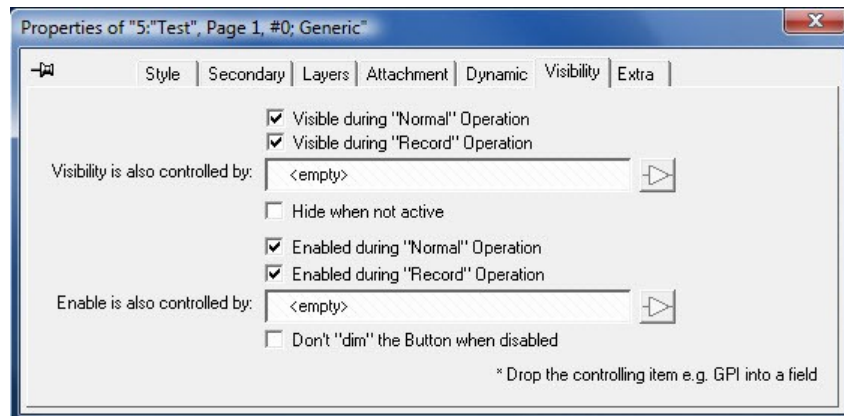 Properties of "5:"Test", Page 1, #0; Generic"
Style Secondary Layers Attachment Dynamic Visibility Extra
Visible during "Normal" Operation
Visible during "Record" Operation
Visibility is also controlled by: <empty>
Hide when not active
Enabled during "Normal" Operation
Enabled during "Record" Operation
Enable is also controlled by: <empty>
Don't "dim" the Button when disabled
* Drop the controlling item e.g. GPI into a field